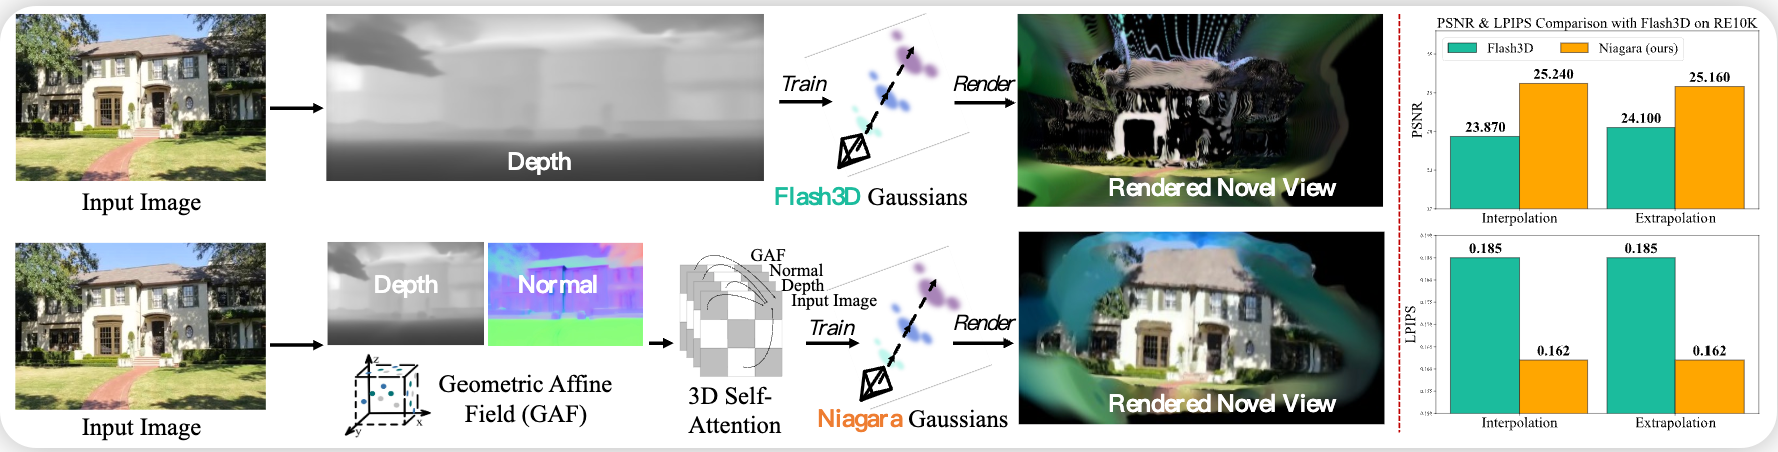 Input Image
Depth
Train
Flash3D Gaussians
Render
Rendered Novel View
Input Image
Depth
Normal
z
x
y
Geometric Affine
Field (GAF)
GAF
Normal
Depth
Input Image
3D Self-
Attention
Train
Niagara Gaussians
Render
Rendered Novel View
PSNR & LPIPS Comparison with Flash3D on RE10K
Flash3D
Niagara (ours)
PSNR
23.870
25.240
24.100
25.160
Interpolation
Extrapolation
LPIPS
0.185
0.162
0.185
0.162
Interpolation
Extrapolation